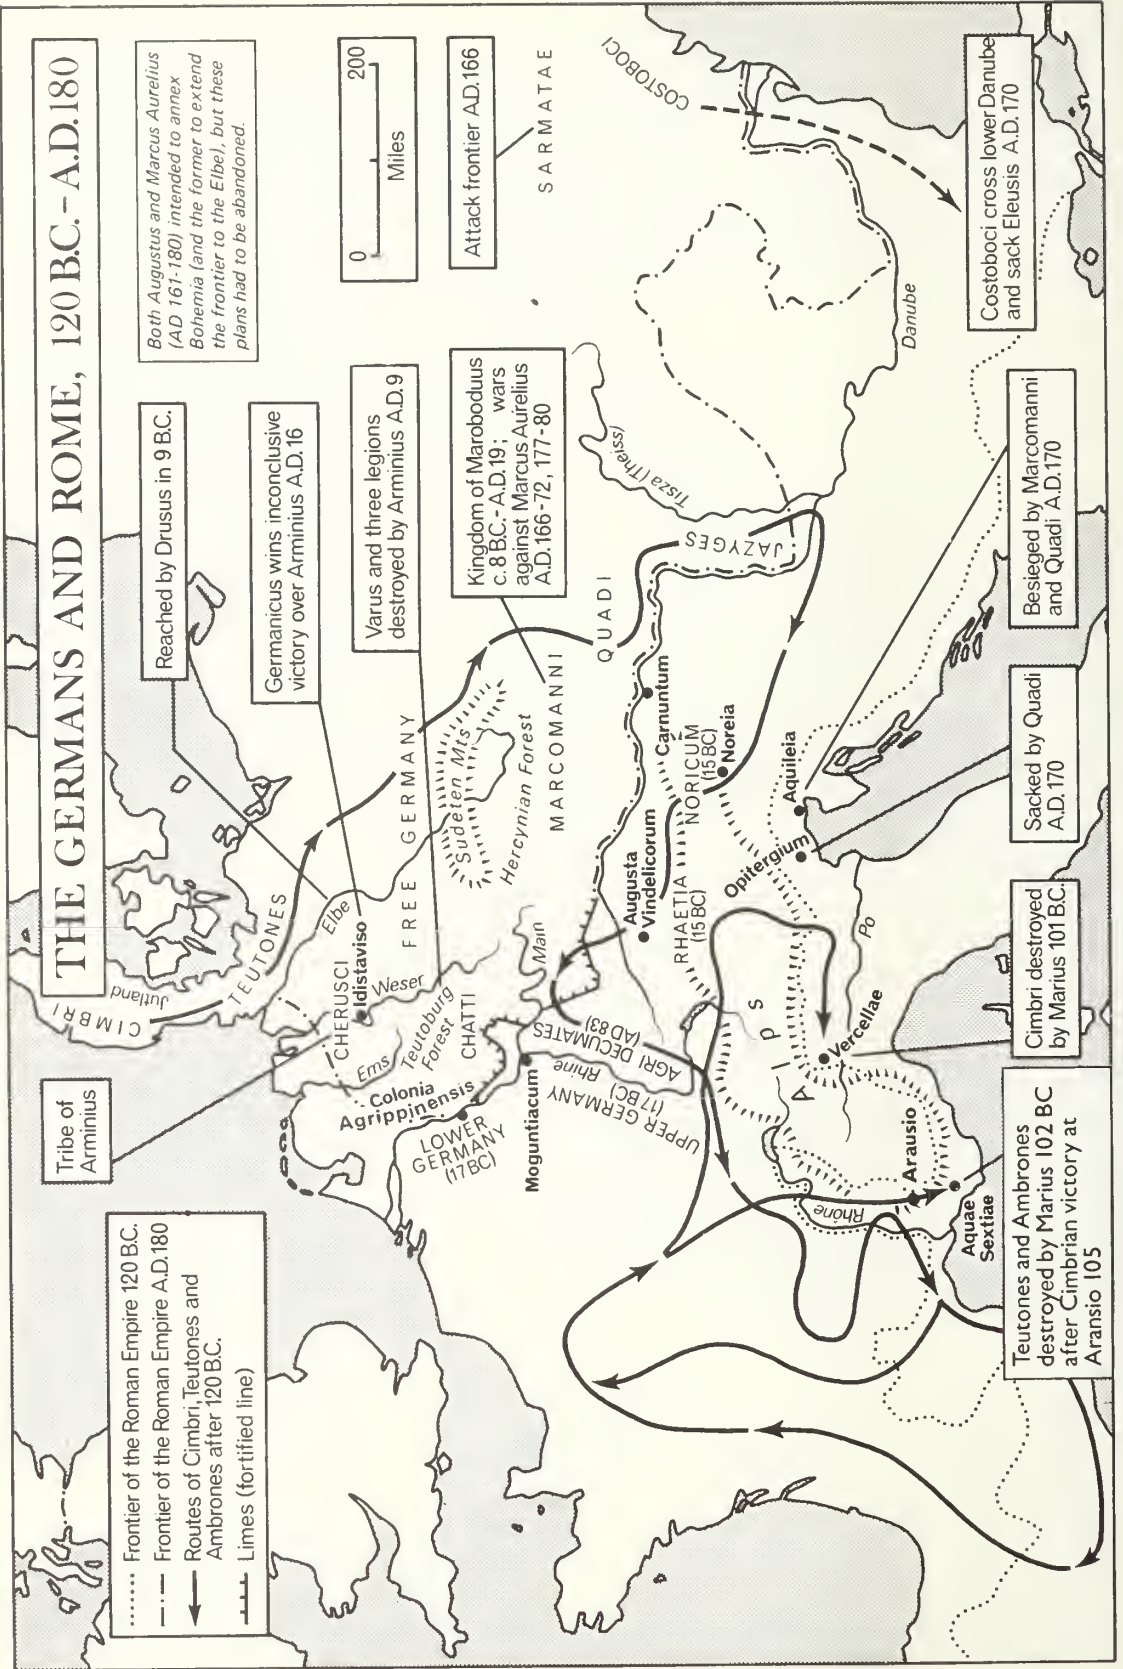 THE GERMANS AND ROME, 120 B.C.–A.D.180
Both Augustus and Marcus Aurelius
(AD 161-180) intended to annex
Bohemia (and the former to extend
the frontier to the Elbe), but these
plans had to be abandoned.
0 200
Miles
Attack frontier A.D.166
SARMATAE
COSTOBOCI
Costoboci cross lower Danube
and sack Eleusis A.D.170
Reached by Drusus in 9 B.C.
Germanicus wins inconclusive
victory over Arminius A.D.16
Varus and three legions
destroyed by Arminius A.D.9
Kingdom of Maroboduus
c.8 B.C.-A.D.19; wars
against Marcus Aurelius
A.D.166-72, 177-80
Besieged by Marcomanni
and Quadi A.D.170
Sacked by Quadi
A.D.170
Cimbri destroyed
by Marius 101 B.C.
Teutones and Ambrones
destroyed by Marius 102 BC
after Cimbrian victory at
Aransio 105
Tribe of
Arminius
Frontier of the Roman Empire 120 B.C.
Frontier of the Roman Empire A.D.180
Routes of Cimbri, Teutones and
Ambrones after 120 B.C.
Limes (fortified line)
CIMBRI
Jutland
TEUTONES
Elbe
CHERUSCI
Idistaviso
Weser
Ems
Teutoburg
Forest
CHATTI
FREE GERMANY
Sudeten Mts
Hercynian Forest
MARCOMANNI
QUADI
JAZYGES
Tisza (Theiss)
Danube
Colonia
Agrippinensis
LOWER
GERMANY
(17 BC)
Moguntiacum
Main
Rhine
UPPER GERMANY
(17 BC)
AGRI DECUMATES
(AD 83)
Augusta
Vindelicorum
RHAETIA
(15 BC)
NORICUM
(15 BC)
Carnuntum
Noreia
Aquileia
Opitergium
Po
Alps
Vercellae
Rhône
Arausio
Aquae
Sextiae